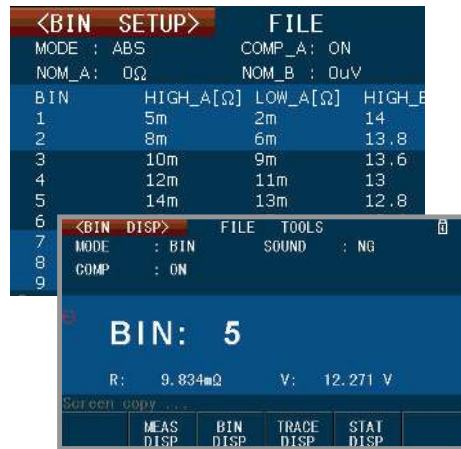 <BIN SETUP> FILE
MODE : ABS COMP_A: ON
NOM_A: 0Ω NOM_B : 0uV
BIN HIGH_A[Ω] LOW_A[Ω] HIGH_
1 5m 2m 14
2 8m 6m 13.8
3 10m 9m 13.6
4 12m 11m 13
5 14m 13m 12.8
6
7
8
9
<BIN DISP> FILE TOOLS
MODE : BIN SOUND : NG
COMP : ON
BIN: 5
R: 9.834mΩ V: 12.271 V
Screen copy ...
MEAS DISP BIN DISP TRACE DISP STAT DISP